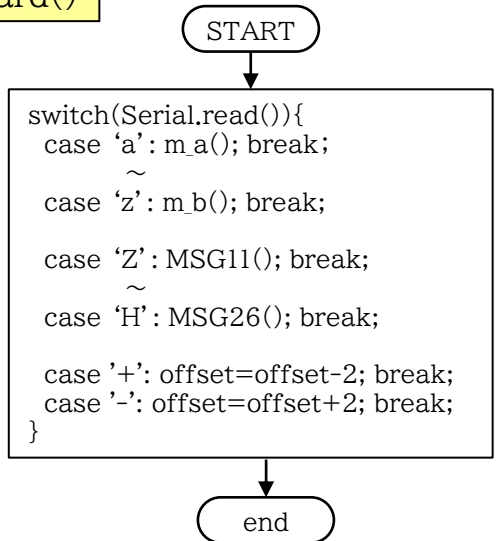 ard()
START
switch(Serial.read()){
case ‘a’: m_a(); break;
~
case ‘z’: m_b(); break;
case ‘Z’: MSG11(); break;
~
case ‘H’: MSG26(); break;
case '+': offset=offset-2; break;
case '-': offset=offset+2; break;
}
end